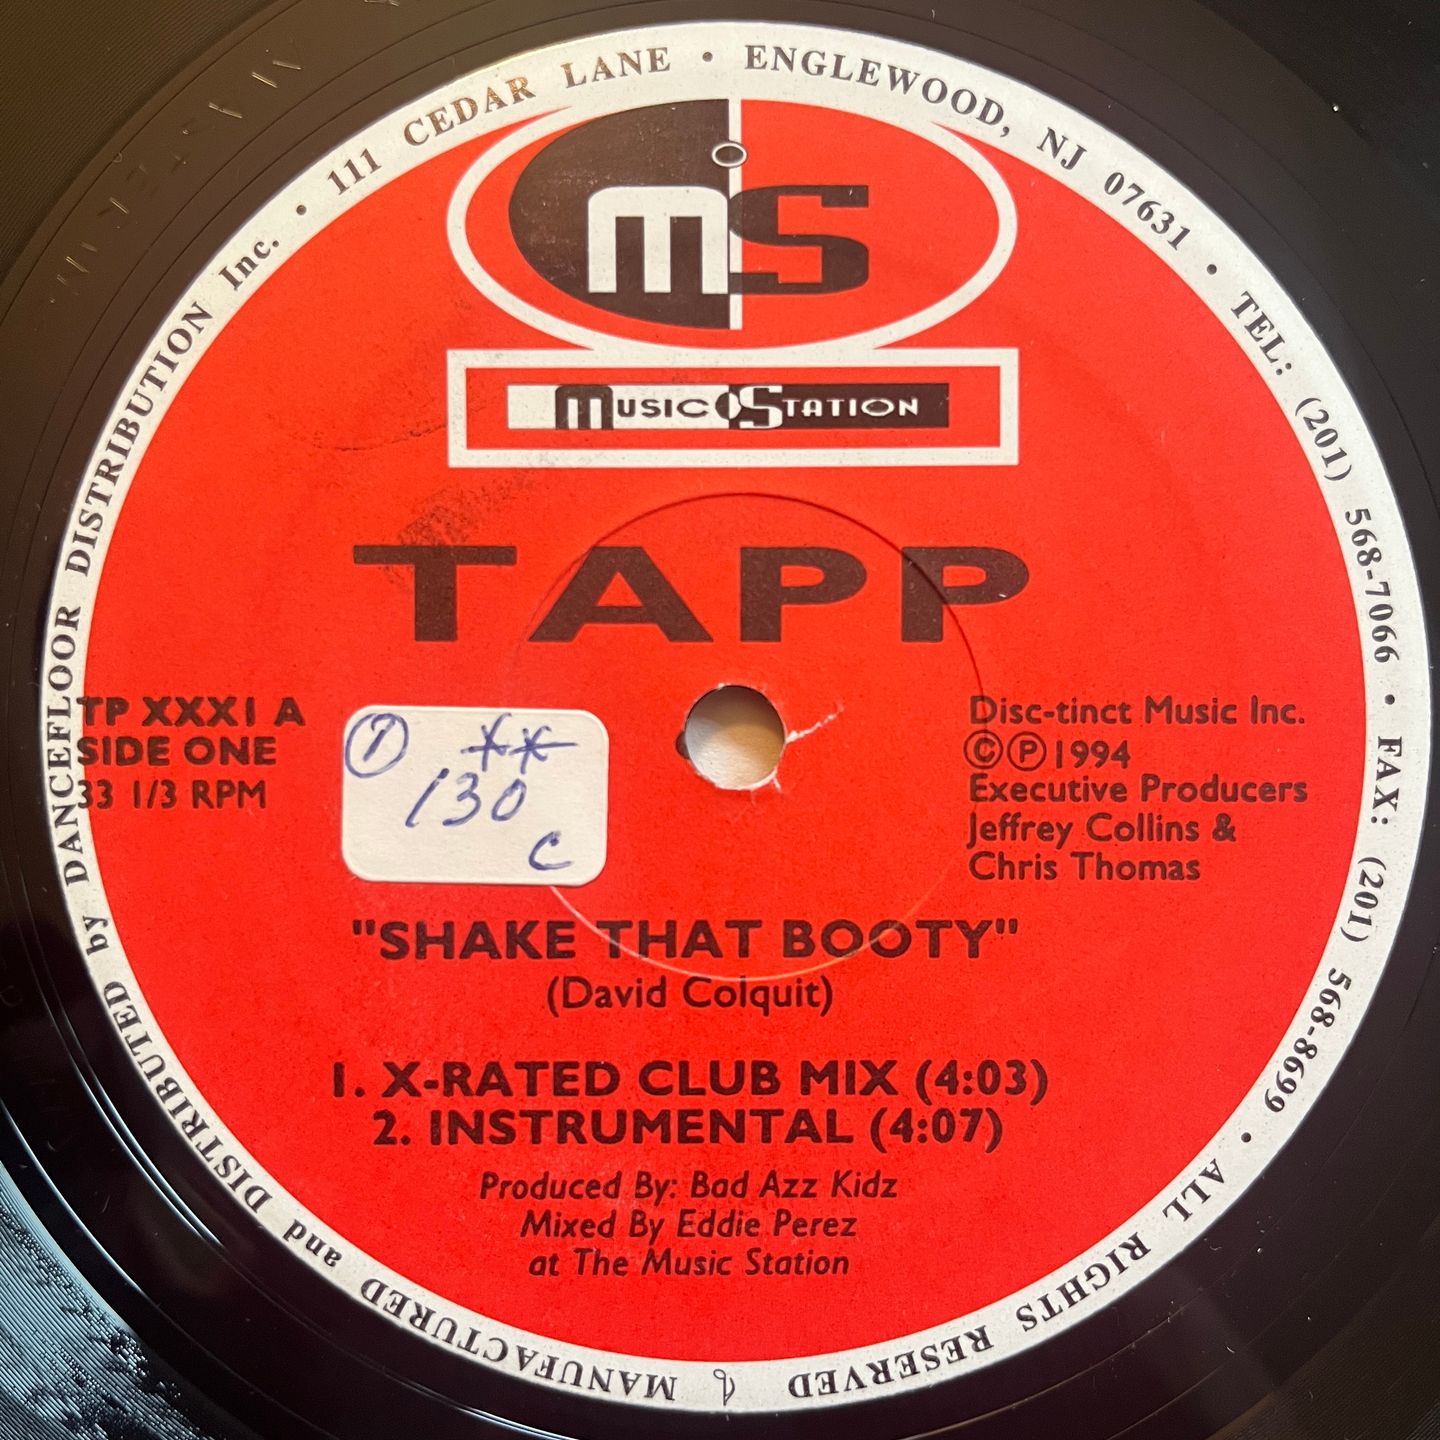 MANUFACTURED and DISTRIBUTED by DANCEFLOOR DISTRIBUTION Inc. • 111 CEDAR LANE • ENGLEWOOD, NJ 07631 • TEL: (201) 568-7066 • FAX: (201) 568-8699 • ALL RIGHTS RESERVED
mS
MUSIC STATION
TAPP
TP XXX1 A
SIDE ONE
33 1/3 RPM
1 **
130
C
Disc-tinct Music Inc.
©℗1994
Executive Producers
Jeffrey Collins &
Chris Thomas
"SHAKE THAT BOOTY"
(David Colquit)
1. X-RATED CLUB MIX (4:03)
2. INSTRUMENTAL (4:07)
Produced By: Bad Azz Kidz
Mixed By Eddie Perez
at The Music Station